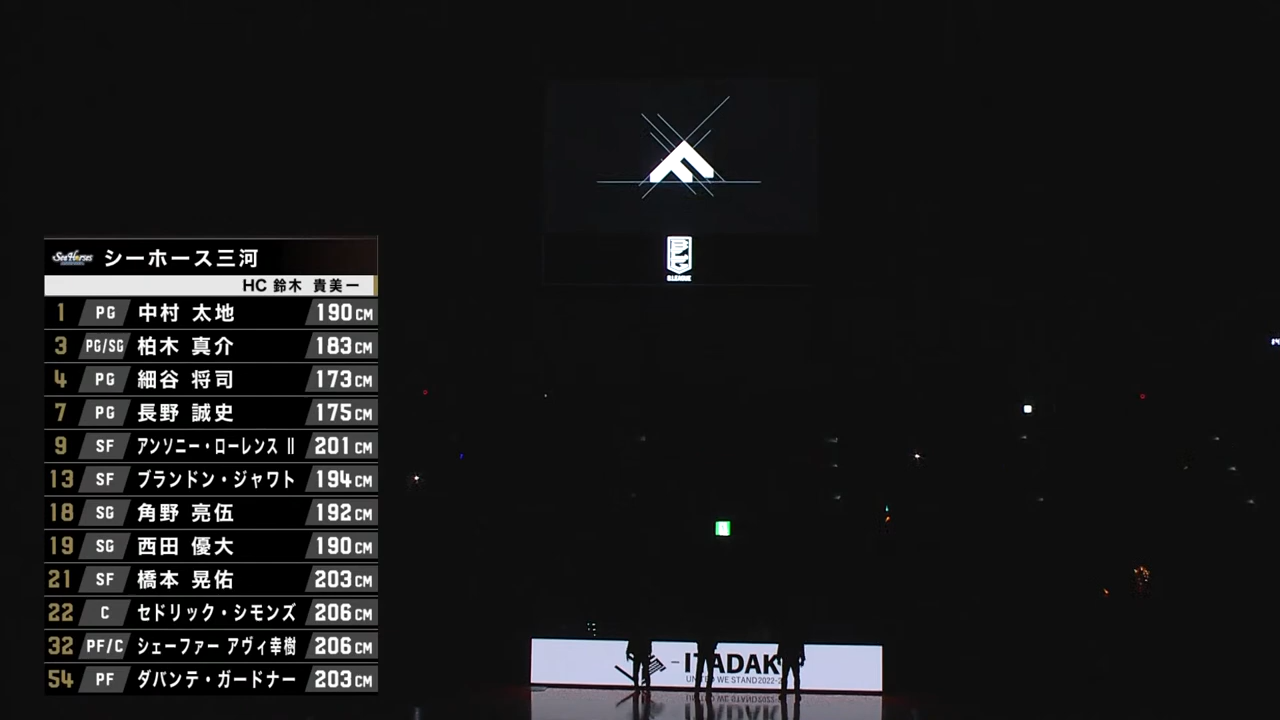 SeaHorses シーホース三河
HC 鈴木 貴美一
1 PG 中村 太地 190CM
3 PG/SG 柏木 真介 183CM
4 PG 細谷 将司 173CM
7 PG 長野 誠史 175CM
9 SF アンソニー・ローレンス II 201CM
13 SF ブランドン・ジャワト 194CM
18 SG 角野 亮伍 192CM
19 SG 西田 優大 190CM
21 SF 橋本 晃佑 203CM
22 C セドリック・シモンズ 206CM
32 PF/C シェーファー アヴィ幸樹 206CM
54 PF ダバンテ・ガードナー 203CM
B.LEAGUE
WE STAND 2022-